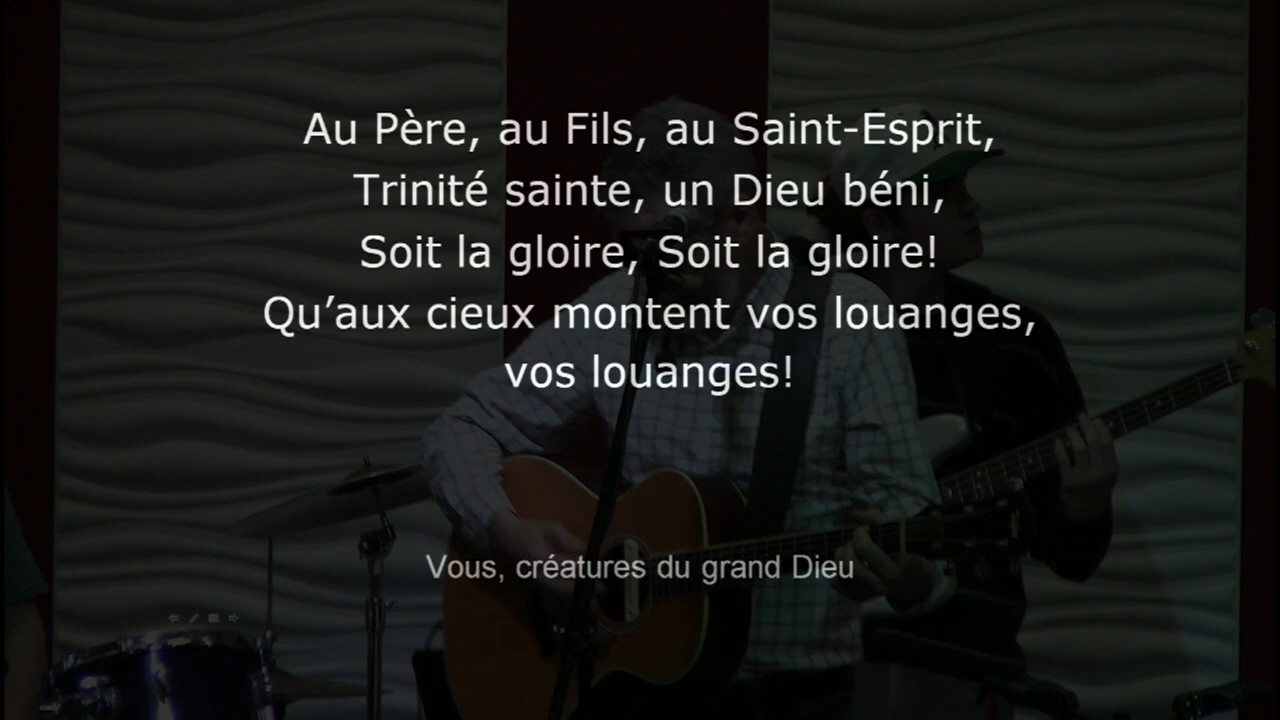 Au Père, au Fils, au Saint-Esprit,
Trinité sainte, un Dieu béni,
Soit la gloire, Soit la gloire!
Qu’aux cieux montent vos louanges,
vos louanges!
Vous, créatures du grand Dieu